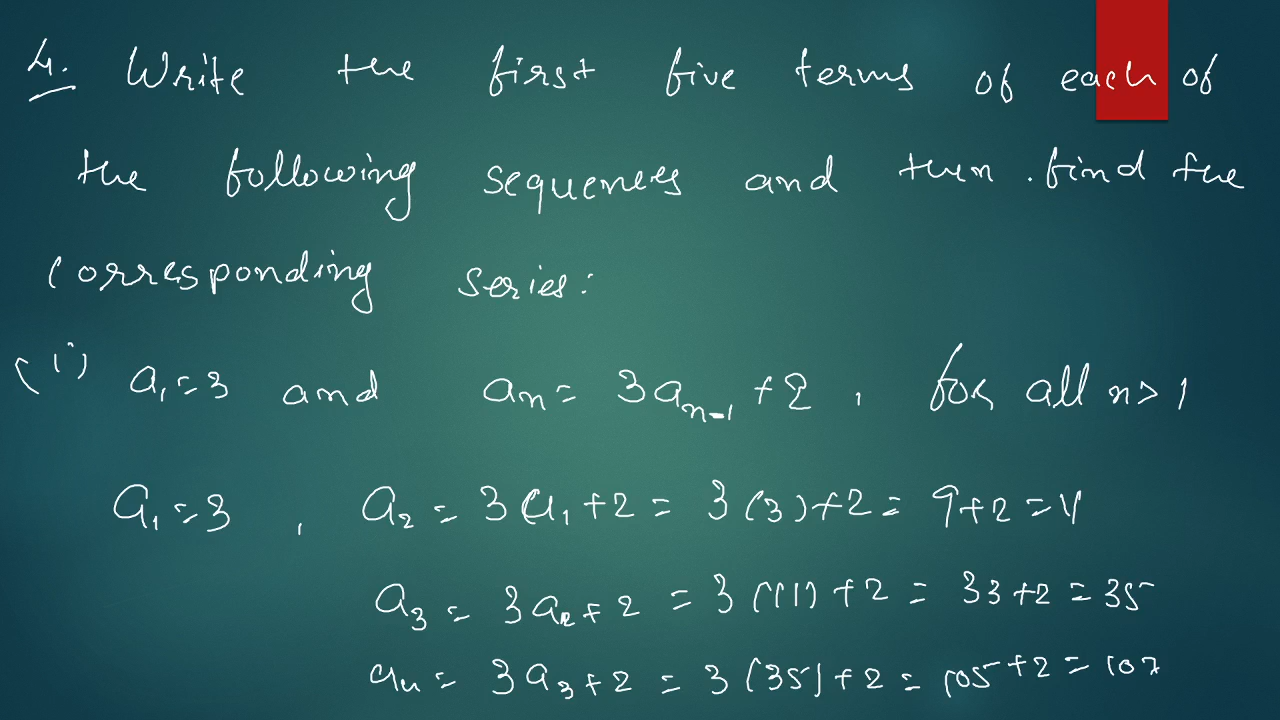 4. Write the first five terms of each of
the following sequences and then find the
corresponding series:
(i) a₁=3 and aₙ= 3aₙ₋₁ +2, for all n>1
a₁=3, a₂= 3a₁+2= 3(3)+2= 9+2=11
a₃= 3a₂+2 = 3(11)+2= 33+2=35
a₄= 3a₃+2 = 3(35)+2= 105+2=107